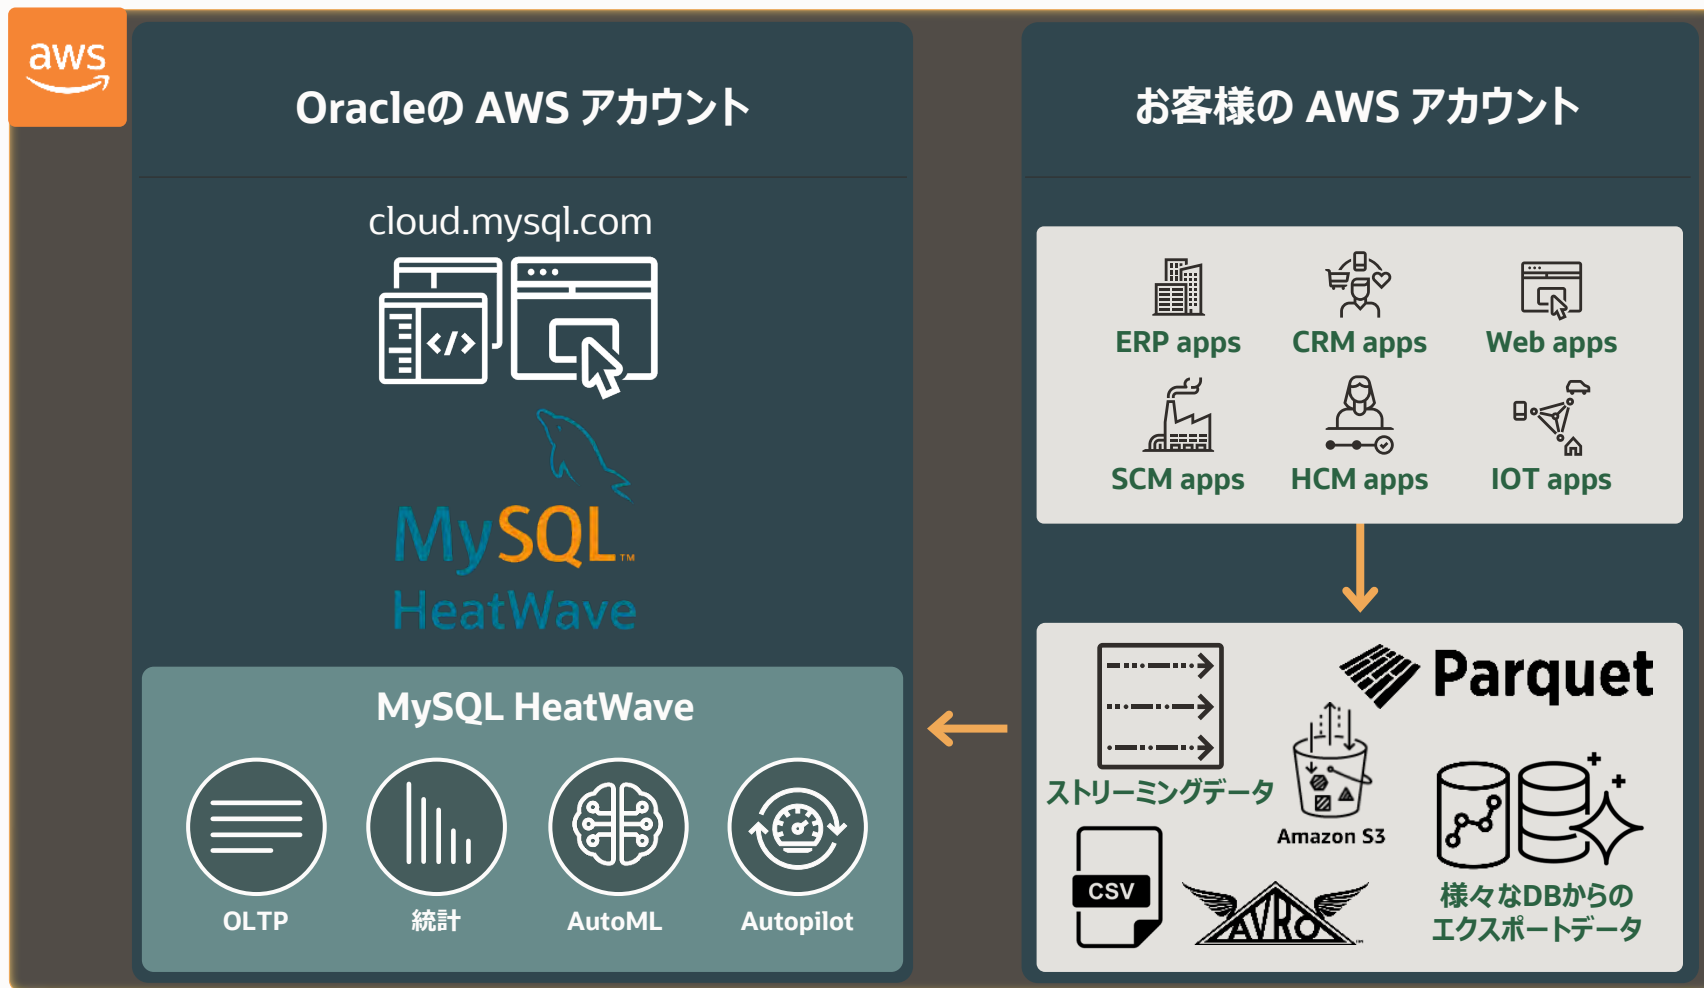 aws
Oracleの AWS アカウント
cloud.mysql.com
MySQL™
HeatWave
MySQL HeatWave
OLTP
統計
AutoML
Autopilot
お客様の AWS アカウント
ERP apps
CRM apps
Web apps
SCM apps
HCM apps
IOT apps
Parquet
ストリーミングデータ
Amazon S3
CSV
AVRO
様々なDBからの
エクスポートデータ